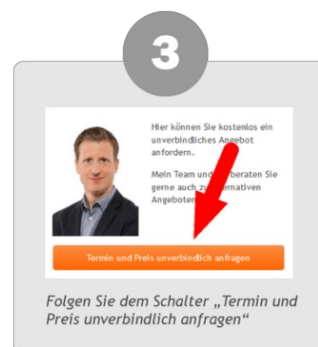 3
Hier können Sie kostenlos ein
unverbindliches Angebot
anfordern.
Mein Team und beraten Sie
gerne auch zu
Angeboten
Termin und Preis unverbindlich anfragen
Folgen Sie dem Schalter „Termin und
Preis unverbindlich anfragen“